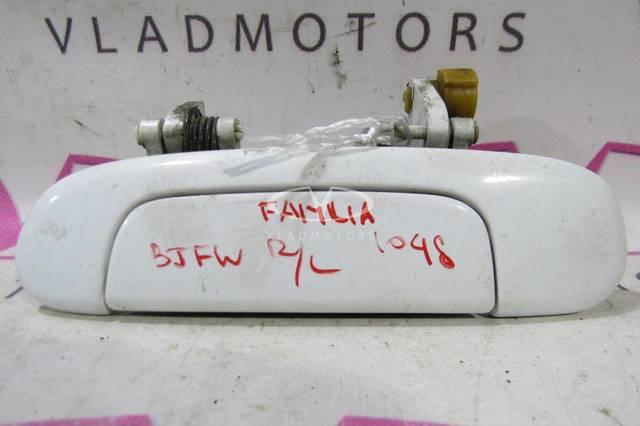 VLADMOTORS
FAMILIA
VLADMOTORS
BJFW R/L 1048